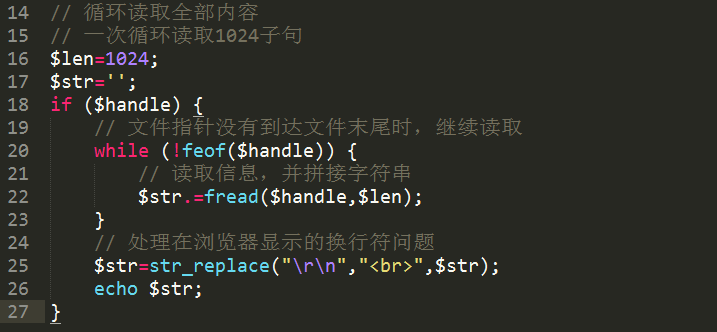 14 // 循环读取全部内容
15 // 一次循环读取1024子句
16 $len=1024;
17 $str='';
18 if ($handle) {
19 // 文件指针没有到达文件末尾时，继续读取
20 while (!feof($handle)) {
21 // 读取信息，并拼接字符串
22 $str.=fread($handle,$len);
23 }
24 // 处理在浏览器显示的换行符问题
25 $str=str_replace("\r\n","<br>",$str);
26 echo $str;
27 }